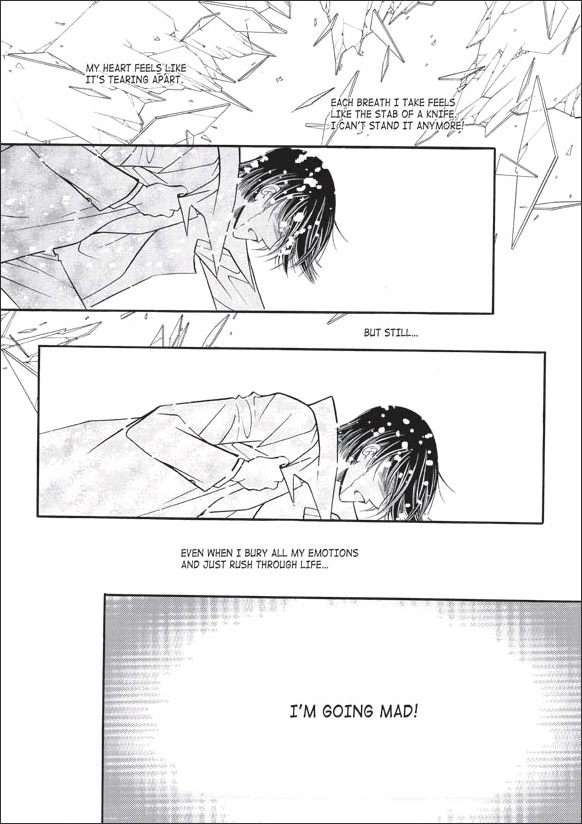 MY HEART FEELS LIKE
IT'S TEARING APART.
EACH BREATH I TAKE FEELS
LIKE THE STAB OF A KNIFE.
I CAN'T STAND IT ANYMORE!
BUT STILL...
EVEN WHEN I BURY ALL MY EMOTIONS
AND JUST RUSH THROUGH LIFE...
I'M GOING MAD!